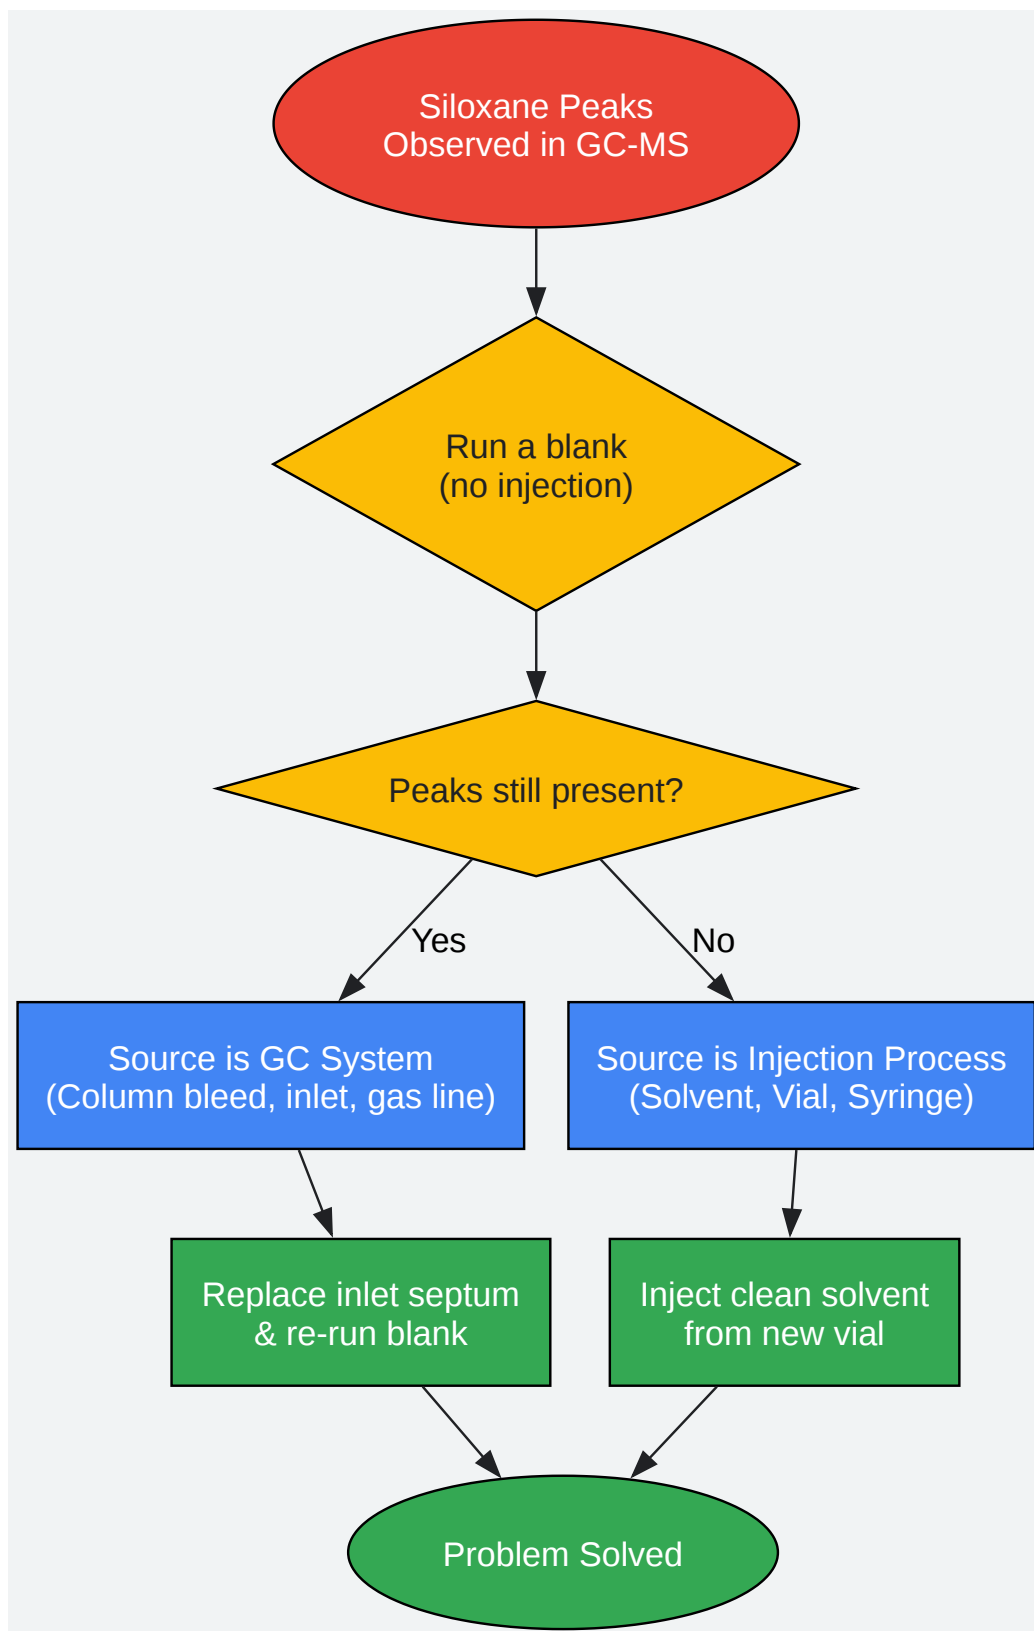 Siloxane Peaks
Observed in GC-MS
Run a blank
(no injection)
Peaks still present?
Yes
No
Source is GC System
(Column bleed, inlet, gas line)
Source is Injection Process
(Solvent, Vial, Syringe)
Replace inlet septum
& re-run blank
Inject clean solvent
from new vial
Problem Solved